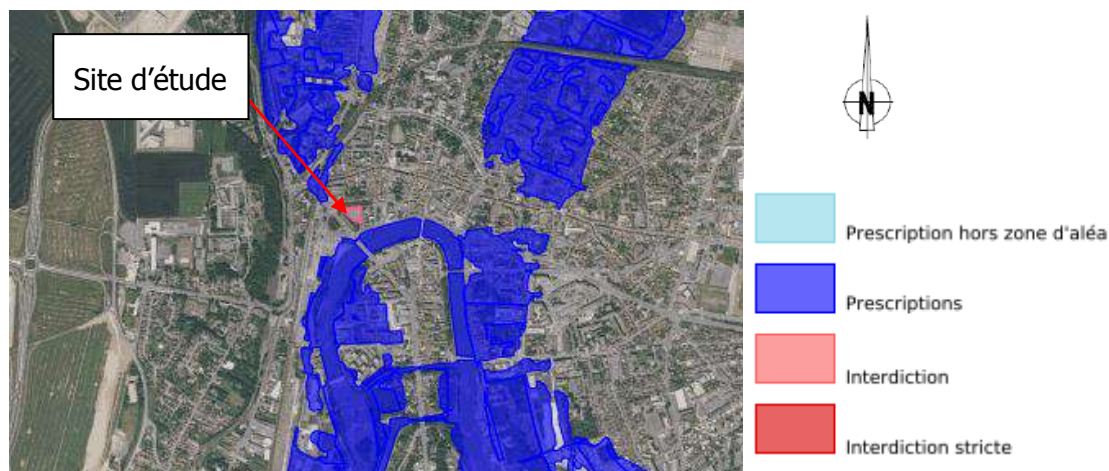 Site d'étude
N
Prescription hors zone d'aléa
Prescriptions
Interdiction
Interdiction stricte